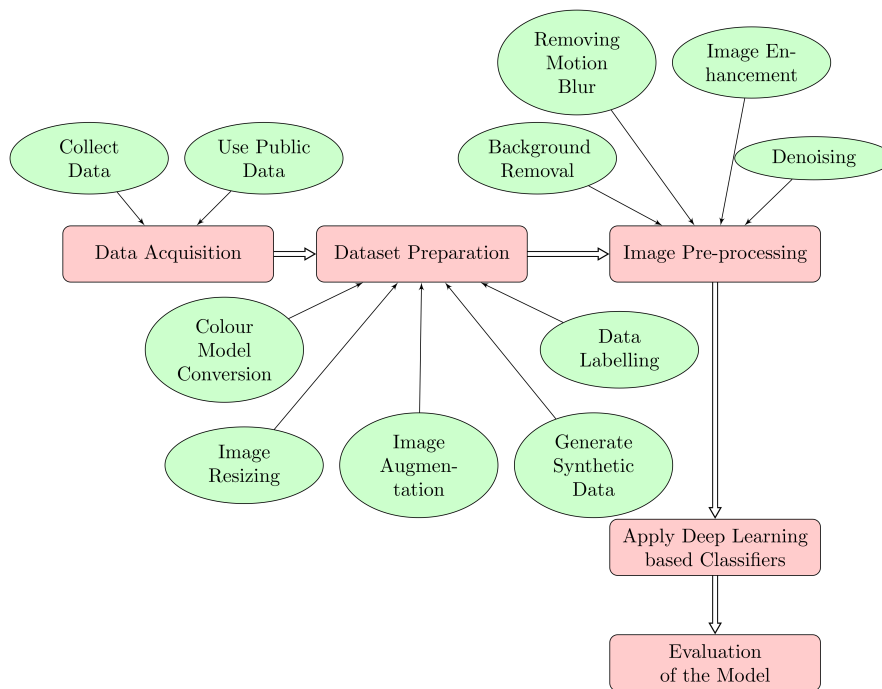 Removing
Motion
Blur
Image En-
hancement
Collect
Data
Use Public
Data
Background
Removal
Denoising
Data Acquisition
Dataset Preparation
Image Pre-processing
Colour
Model
Conversion
Data
Labelling
Image
Resizing
Image
Augmen-
tation
Generate
Synthetic
Data
Apply Deep Learning
based Classifiers
Evaluation
of the Model